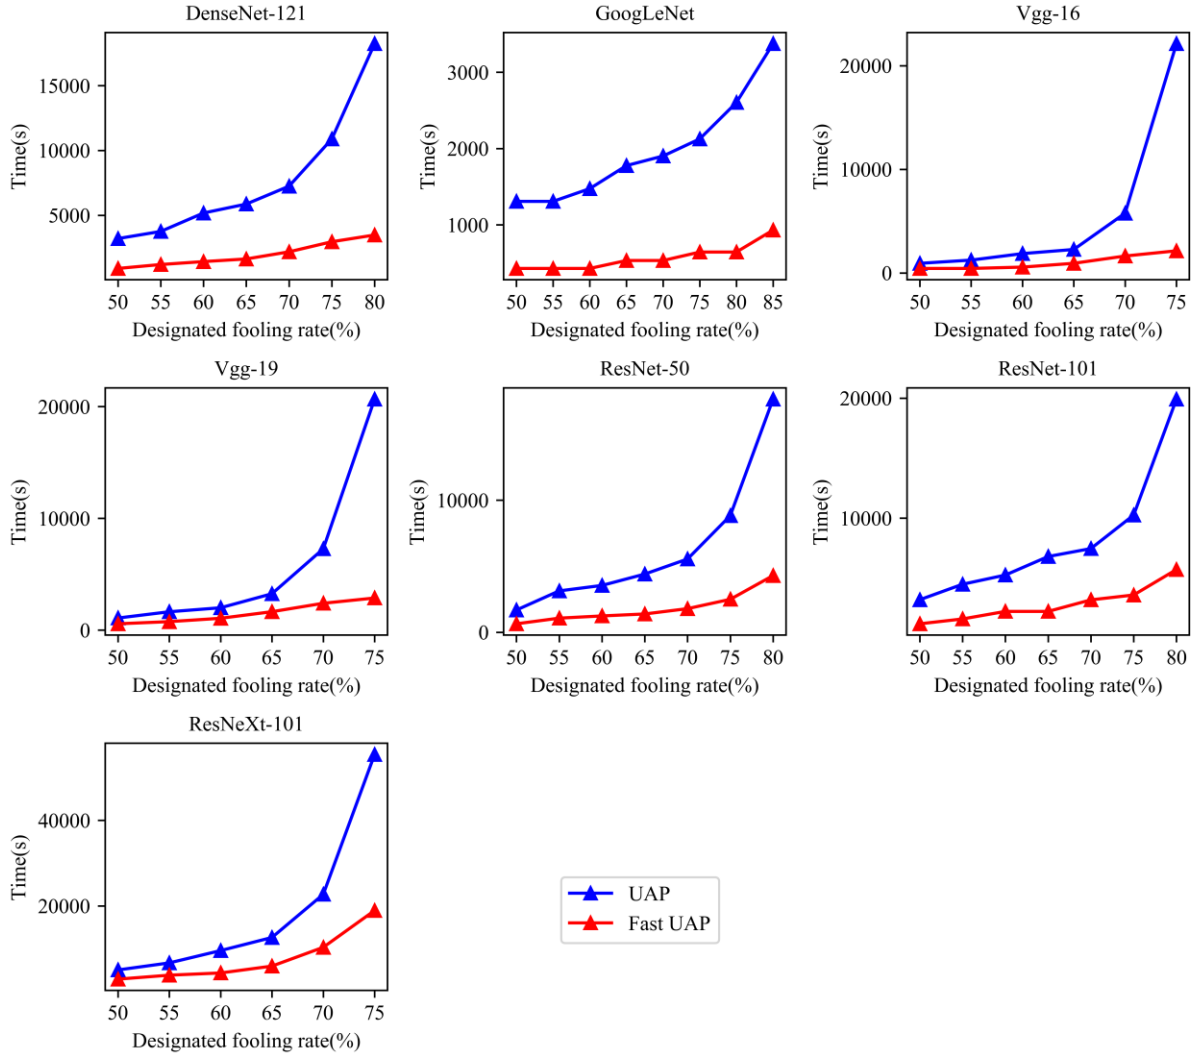 DenseNet-121
GoogLeNet
Vgg-16
Time(s)
15000
10000
5000
50 55 60 65 70 75 80
Designated fooling rate(%)
Time(s)
3000
2000
1000
50 55 60 65 70 75 80 85
Designated fooling rate(%)
Time(s)
20000
10000
0
50 55 60 65 70 75
Designated fooling rate(%)
Vgg-19
ResNet-50
ResNet-101
Time(s)
20000
10000
0
50 55 60 65 70 75
Designated fooling rate(%)
Time(s)
10000
0
50 55 60 65 70 75 80
Designated fooling rate(%)
Time(s)
20000
10000
50 55 60 65 70 75 80
Designated fooling rate(%)
ResNeXt-101
Time(s)
40000
20000
50 55 60 65 70 75
Designated fooling rate(%)
UAP
Fast UAP